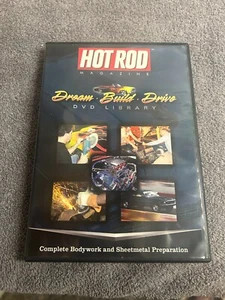 HOT ROD
MAGAZINE
Dream · Build · Drive
DVD LIBRARY
Complete Bodywork and Sheetmetal Preparation